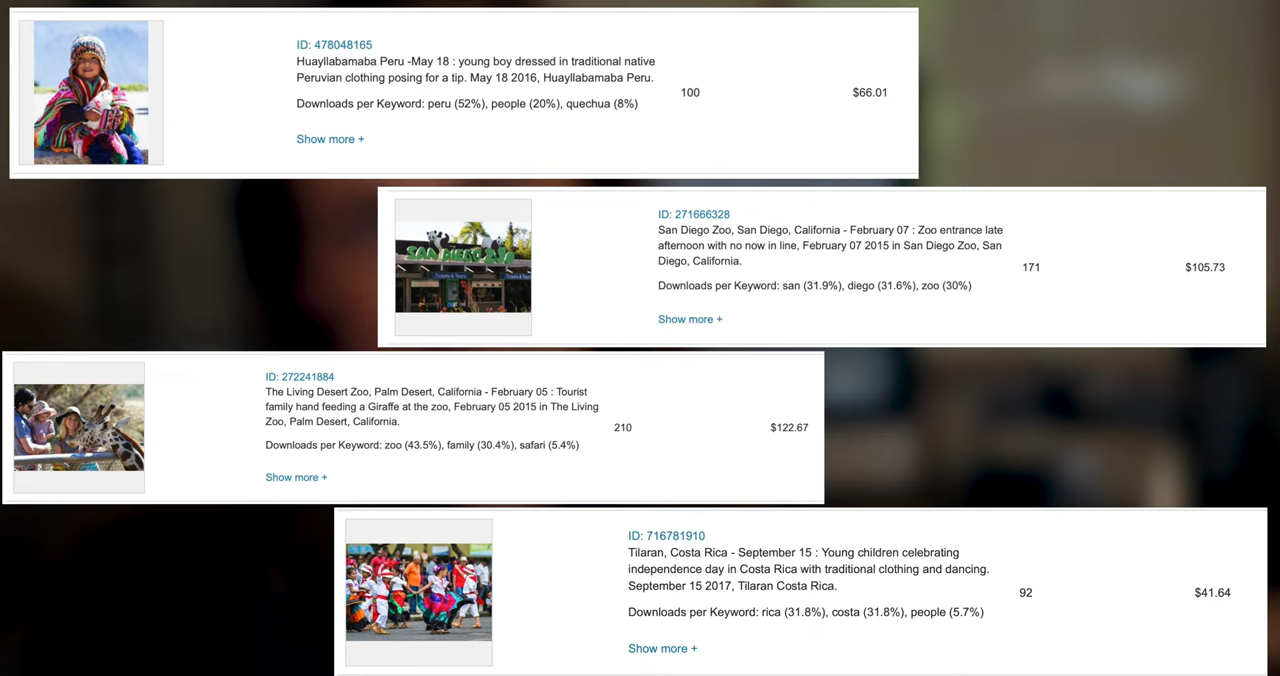 ID: 478048165
Huayllabamaba Peru -May 18 : young boy dressed in traditional native
Peruvian clothing posing for a tip. May 18 2016, Huayllabamaba Peru.
Downloads per Keyword: peru (52%), people (20%), quechua (8%)
Show more +
100
$66.01
SAN DIEGO ZOO
Tickets & Tours
ID: 271666328
San Diego Zoo, San Diego, California - February 07 : Zoo entrance late
afternoon with no now in line, February 07 2015 in San Diego Zoo, San
Diego, California.
Downloads per Keyword: san (31.9%), diego (31.6%), zoo (30%)
Show more +
171
$105.73
ID: 272241884
The Living Desert Zoo, Palm Desert, California - February 05 : Tourist
family hand feeding a Giraffe at the zoo, February 05 2015 in The Living
Zoo, Palm Desert, California.
Downloads per Keyword: zoo (43.5%), family (30.4%), safari (5.4%)
Show more +
210
$122.67
ID: 716781910
Tilaran, Costa Rica - September 15 : Young children celebrating
independence day in Costa Rica with traditional clothing and dancing.
September 15 2017, Tilaran Costa Rica.
Downloads per Keyword: rica (31.8%), costa (31.8%), people (5.7%)
Show more +
92
$41.64